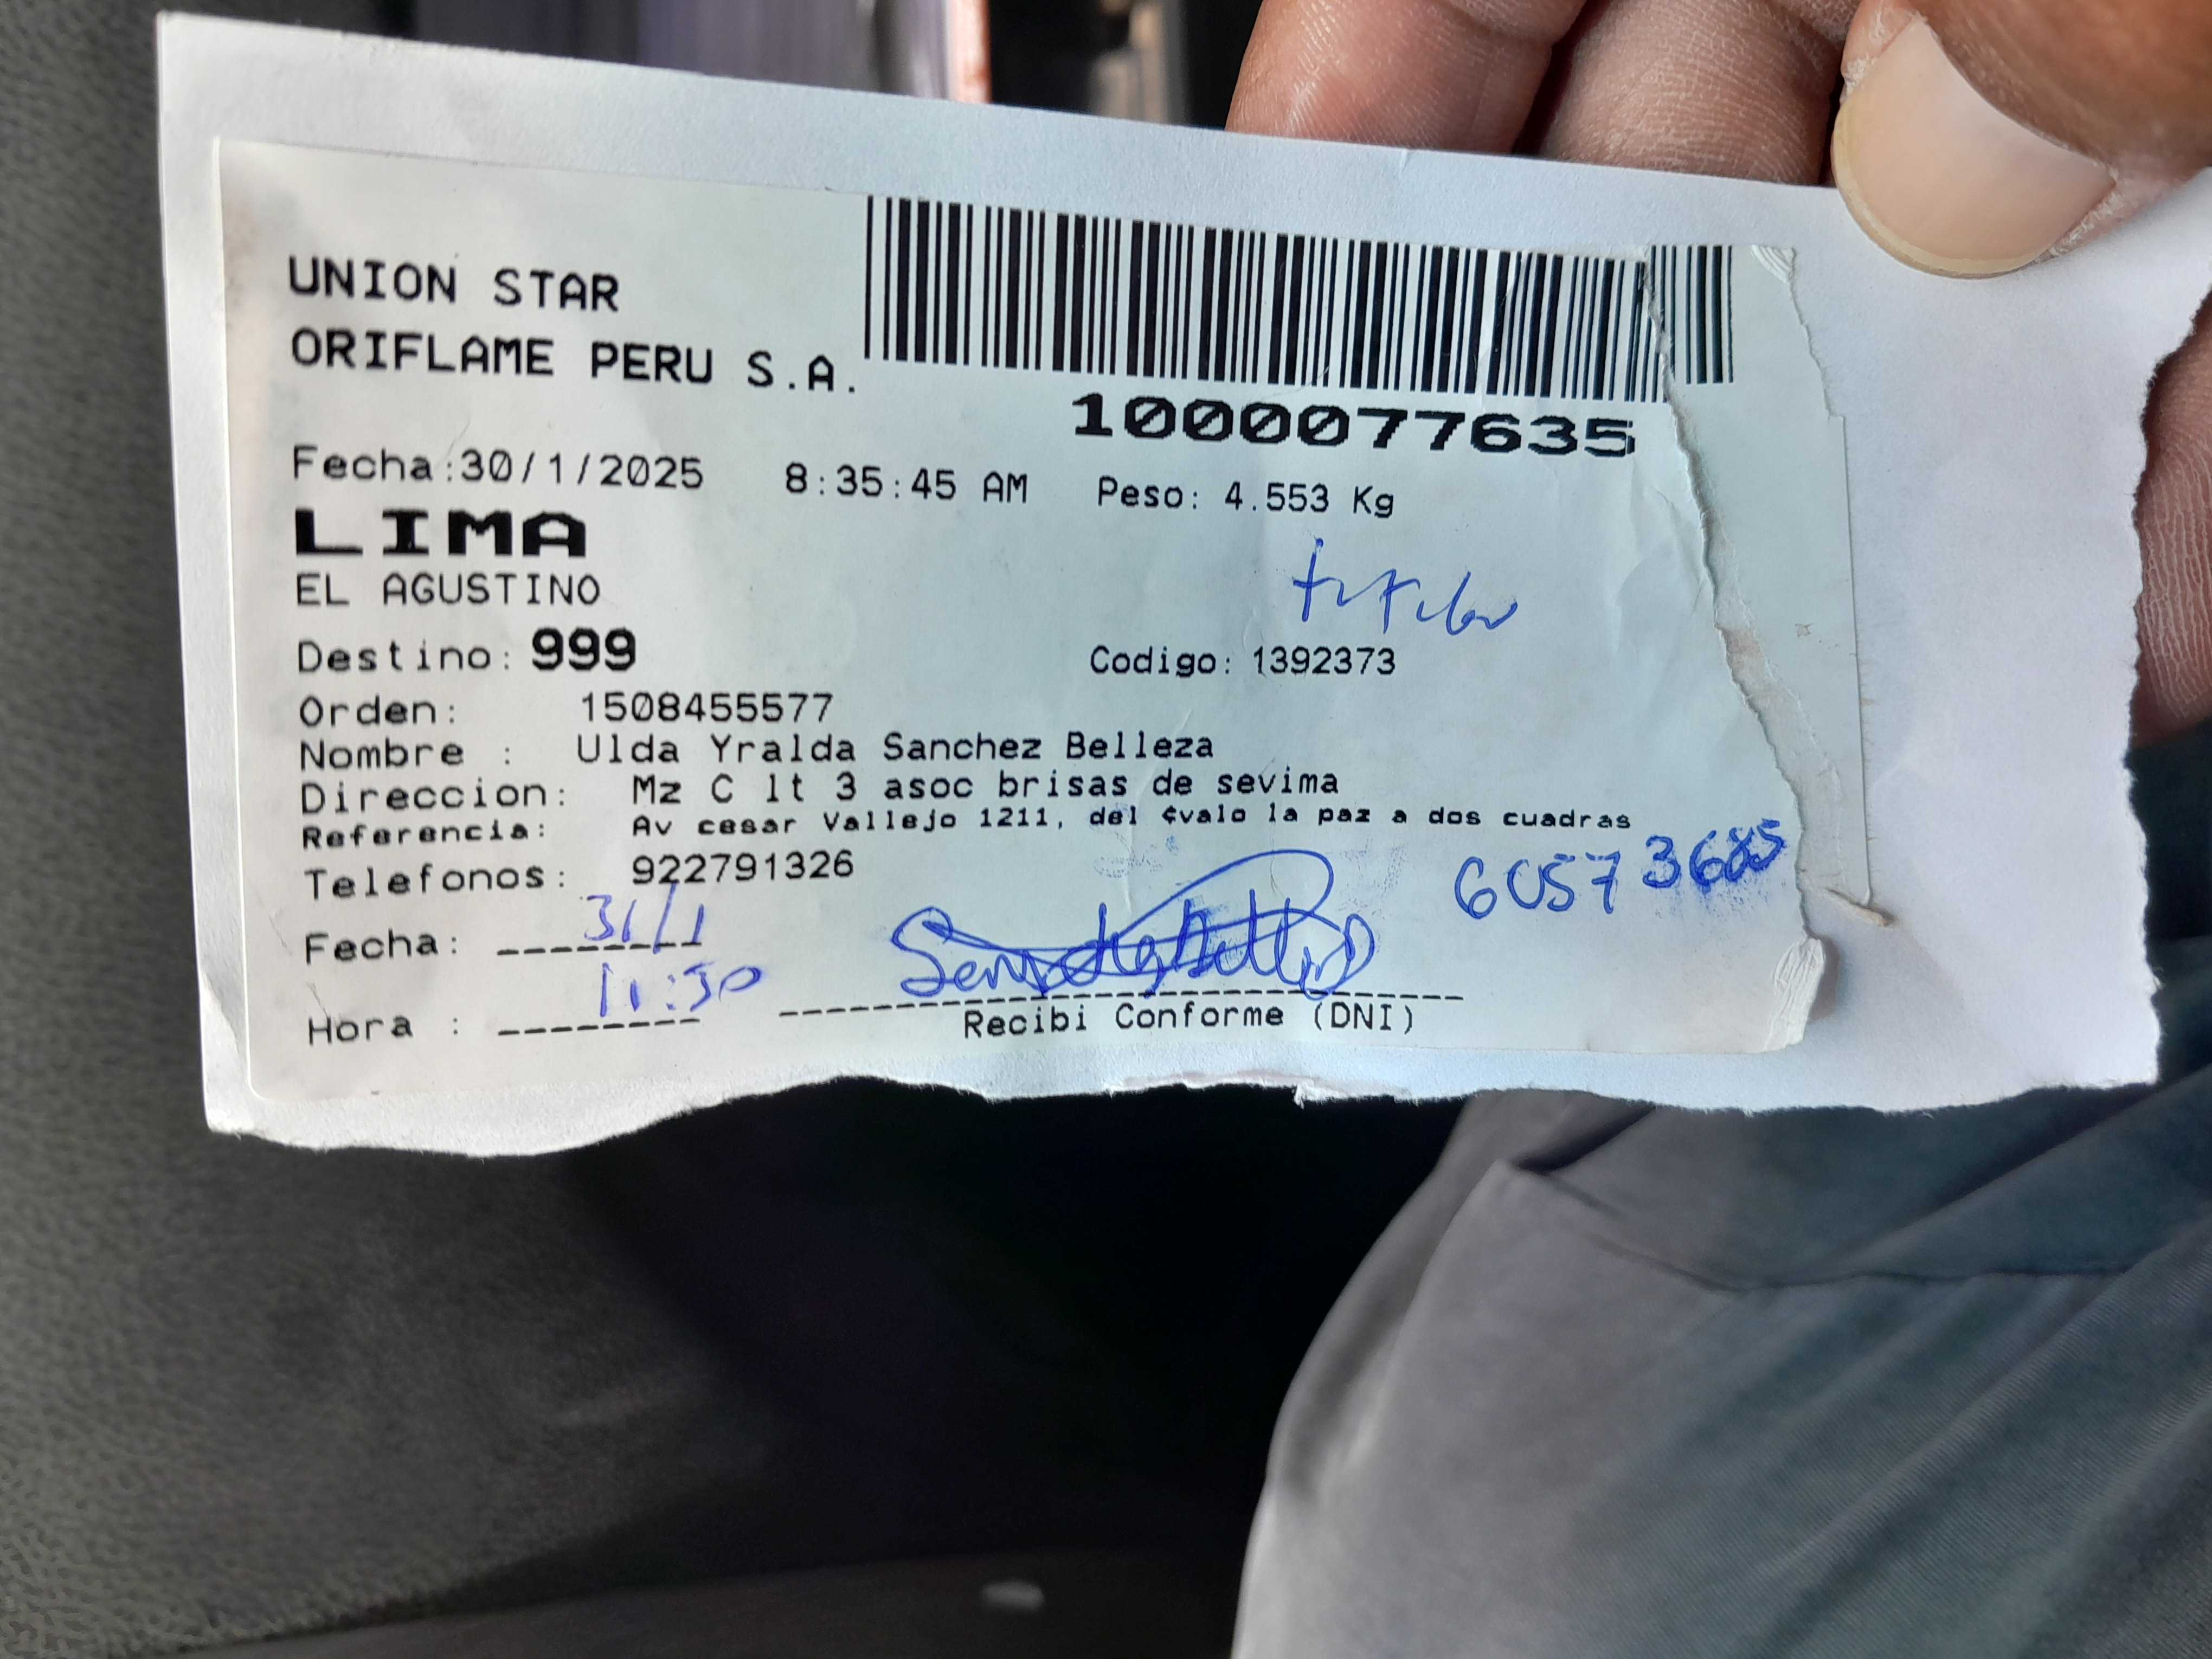 UNION STAR
ORIFLAME PERU S.A.
1000077635
Fecha:30/1/2025 8:35:45 AM Peso: 4.553 Kg
LIMA
EL AGUSTINO
titular
Destino: 999 Codigo: 1392373
Orden: 1508455577
Nombre : Ulda Yralda Sanchez Belleza
Direccion: Mz C lt 3 asoc brisas de sevima
Referencia: Av cesar Vallejo 1211, del ¢valo la paz a dos cuadras
Telefonos: 922791326
Fecha: 31/1
Hora : 11:30
Recibi Conforme (DNI)